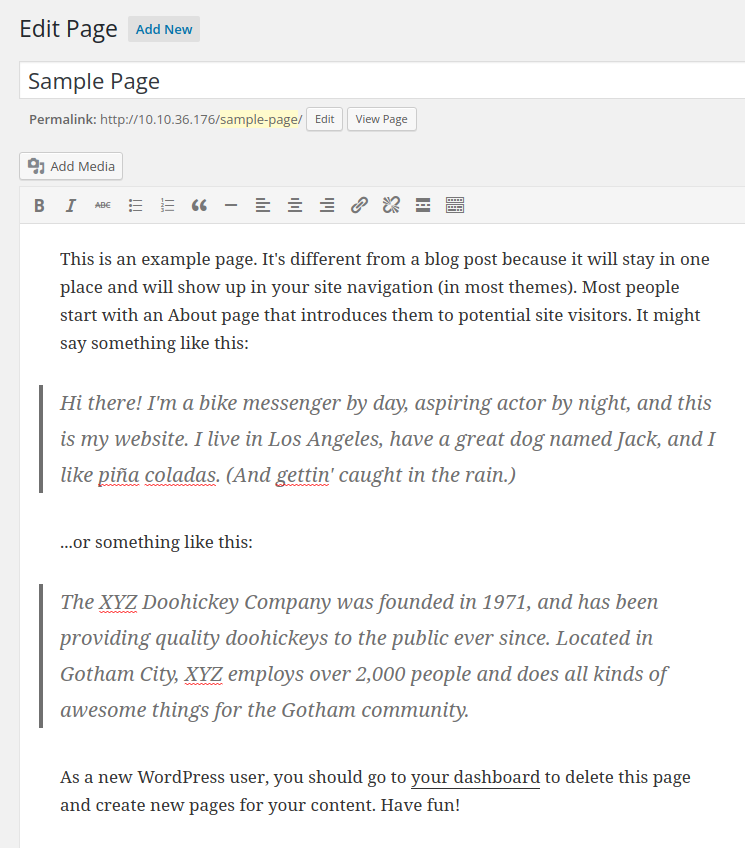 Edit Page Add New
Sample Page
Permalink: http://10.10.36.176/sample-page/ Edit View Page
Add Media
B I ABC
This is an example page. It's different from a blog post because it will stay in one
place and will show up in your site navigation (in most themes). Most people
start with an About page that introduces them to potential site visitors. It might
say something like this:
Hi there! I'm a bike messenger by day, aspiring actor by night, and this
is my website. I live in Los Angeles, have a great dog named Jack, and I
like piña coladas. (And gettin' caught in the rain.)
...or something like this:
The XYZ Doohickey Company was founded in 1971, and has been
providing quality doohickeys to the public ever since. Located in
Gotham City, XYZ employs over 2,000 people and does all kinds of
awesome things for the Gotham community.
As a new WordPress user, you should go to your dashboard to delete this page
and create new pages for your content. Have fun!